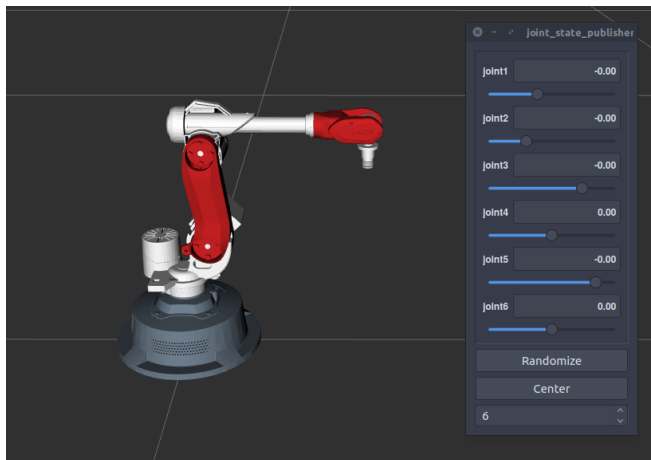 joint_state_publisher
joint1 -0.00
joint2 -0.00
joint3 -0.00
joint4 0.00
joint5 -0.00
joint6 0.00
Randomize
Center
6